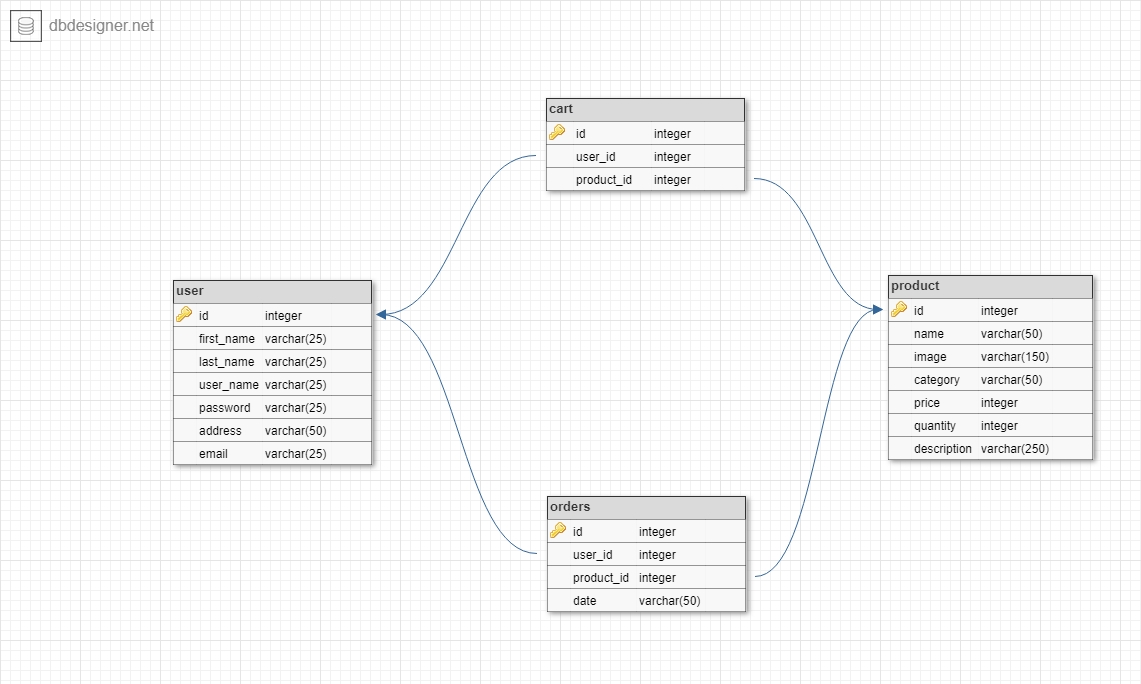 dbdesigner.net
cart
id integer
user_id integer
product_id integer
user
id integer
first_name varchar(25)
last_name varchar(25)
user_name varchar(25)
password varchar(25)
address varchar(50)
email varchar(25)
product
id integer
name varchar(50)
image varchar(150)
category varchar(50)
price integer
quantity integer
description varchar(250)
orders
id integer
user_id integer
product_id integer
date varchar(50)